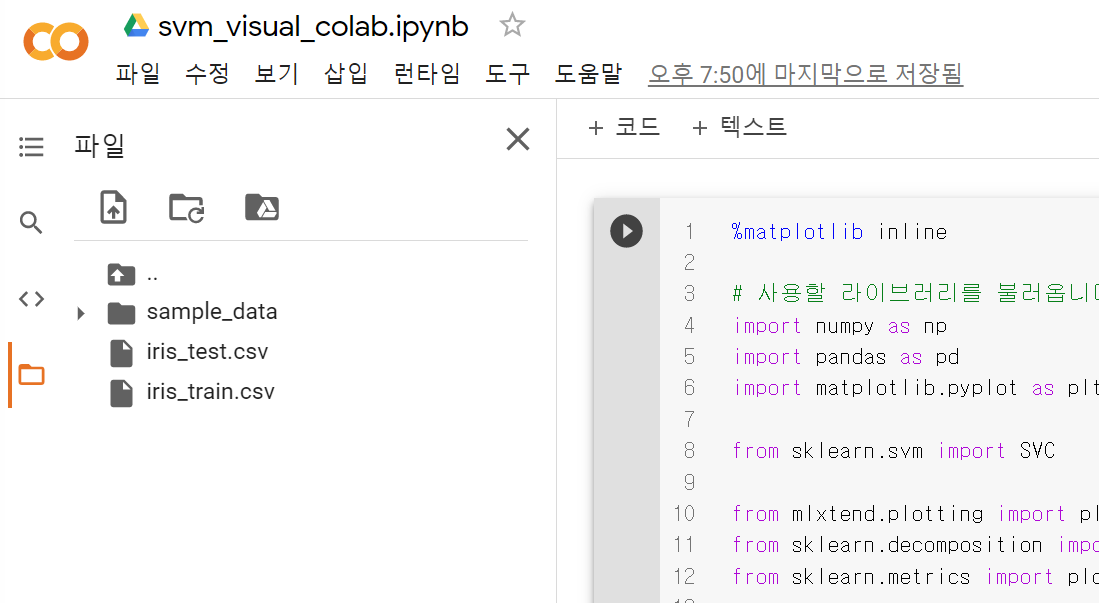 svm_visual_colab.ipynb
파일 수정 보기 삽입 런타임 도구 도움말 오후 7:50에 마지막으로 저장됨
파일
..
sample_data
iris_test.csv
iris_train.csv
+ 코드 + 텍스트
1 %matplotlib inline
2
3 # 사용할 라이브러리를 불러옵니다
4 import numpy as np
5 import pandas as pd
6 import matplotlib.pyplot as plt
7
8 from sklearn.svm import SVC
9
10 from mlxtend.plotting import pl
11 from sklearn.decomposition impo
12 from sklearn.metrics import plo